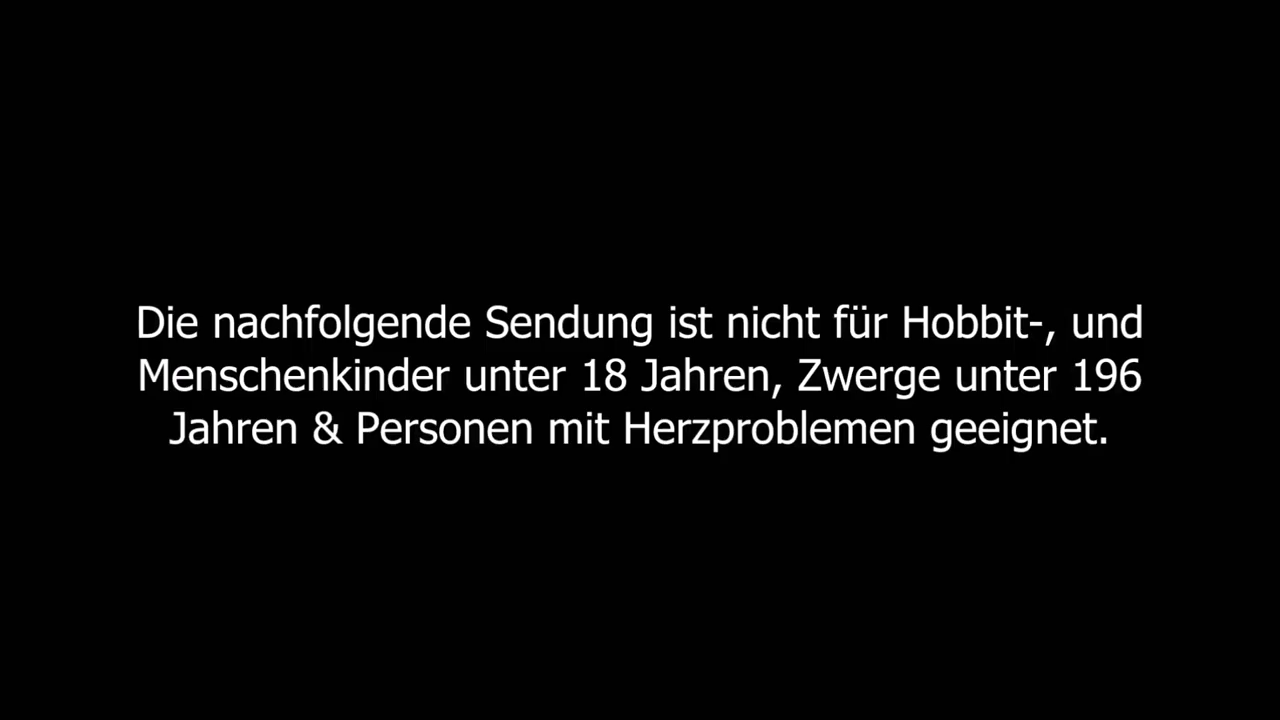 Die nachfolgende Sendung ist nicht für Hobbit-, und
Menschenkinder unter 18 Jahren, Zwerge unter 196
Jahren & Personen mit Herzproblemen geeignet.